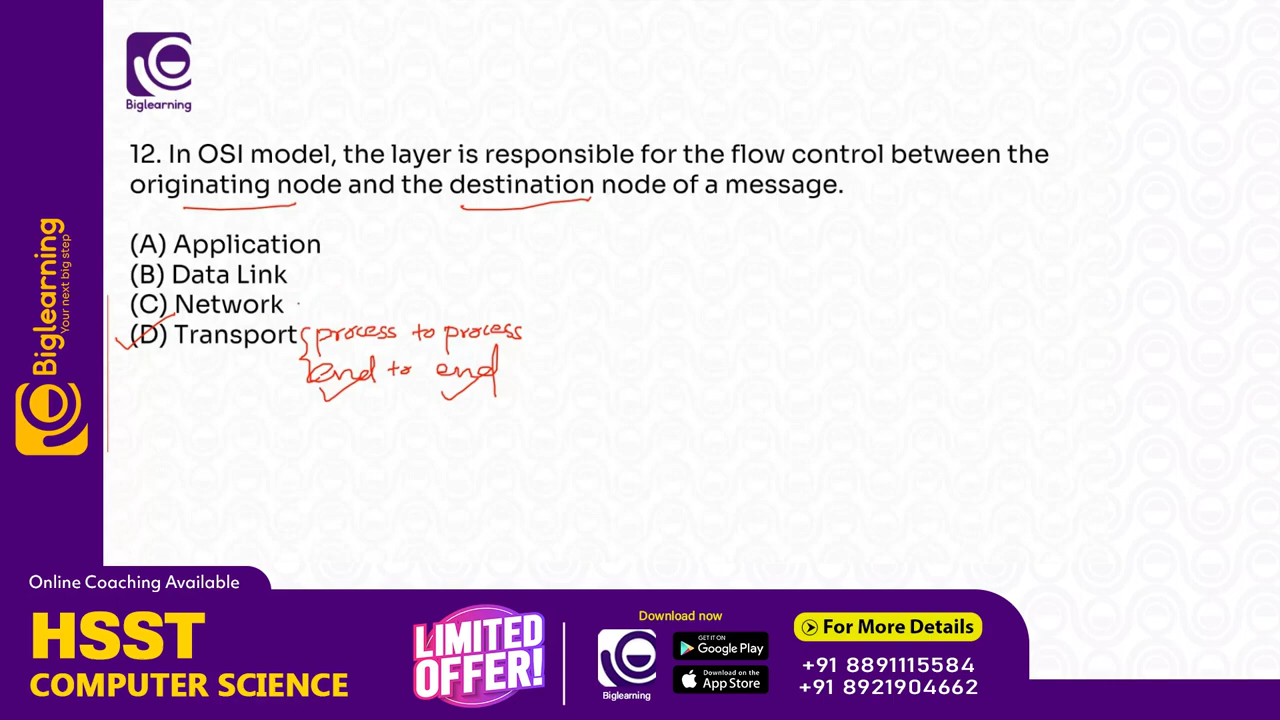 Biglearning
12. In OSI model, the layer is responsible for the flow control between the
originating node and the destination node of a message.
(A) Application
(B) Data Link
(C) Network
(D) Transport process to process
end to end
Biglearning
Your next big step
Online Coaching Available
HSST
COMPUTER SCIENCE
LIMITED
OFFER!
Download now
Biglearning
GET IT ON
Google Play
Download on the
App Store
For More Details
+91 8891115584
+91 8921904662